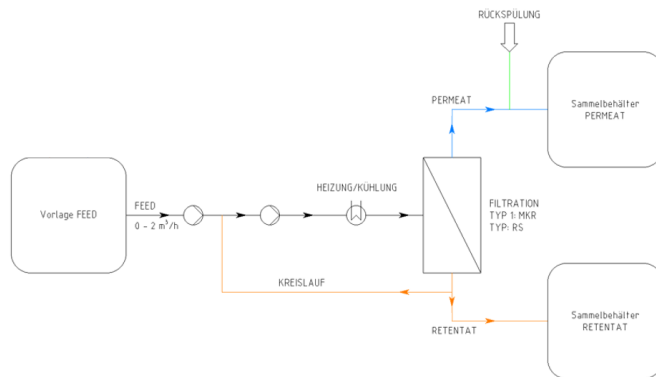 RÜCKSPÜLUNG
PERMEAT
Sammelbehälter
PERMEAT
HEIZUNG/KÜHLUNG
FILTRATION
TYP 1: MKR
TYP: RS
Vorlage FEED
FEED
0 - 2 m³/h
KREISLAUF
RETENTAT
Sammelbehälter
RETENTAT